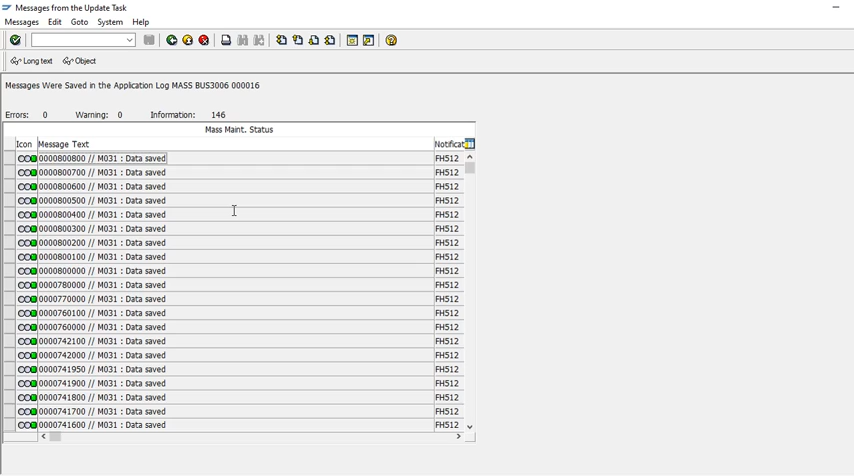 Messages from the Update Task
Messages Edit Goto System Help
Long text Object
Messages Were Saved in the Application Log MASS BUS3006 000016
Errors: 0 Warning: 0 Information: 146
Mass Maint. Status
Icon Message Text Notificat
0000800800 // M031 : Data saved FH512
0000800700 // M031 : Data saved FH512
0000800600 // M031 : Data saved FH512
0000800500 // M031 : Data saved FH512
0000800400 // M031 : Data saved FH512
0000800300 // M031 : Data saved FH512
0000800200 // M031 : Data saved FH512
0000800100 // M031 : Data saved FH512
0000800000 // M031 : Data saved FH512
0000780000 // M031 : Data saved FH512
0000770000 // M031 : Data saved FH512
0000760100 // M031 : Data saved FH512
0000760000 // M031 : Data saved FH512
0000742100 // M031 : Data saved FH512
0000742000 // M031 : Data saved FH512
0000741950 // M031 : Data saved FH512
0000741900 // M031 : Data saved FH512
0000741800 // M031 : Data saved FH512
0000741700 // M031 : Data saved FH512
0000741600 // M031 : Data saved FH512